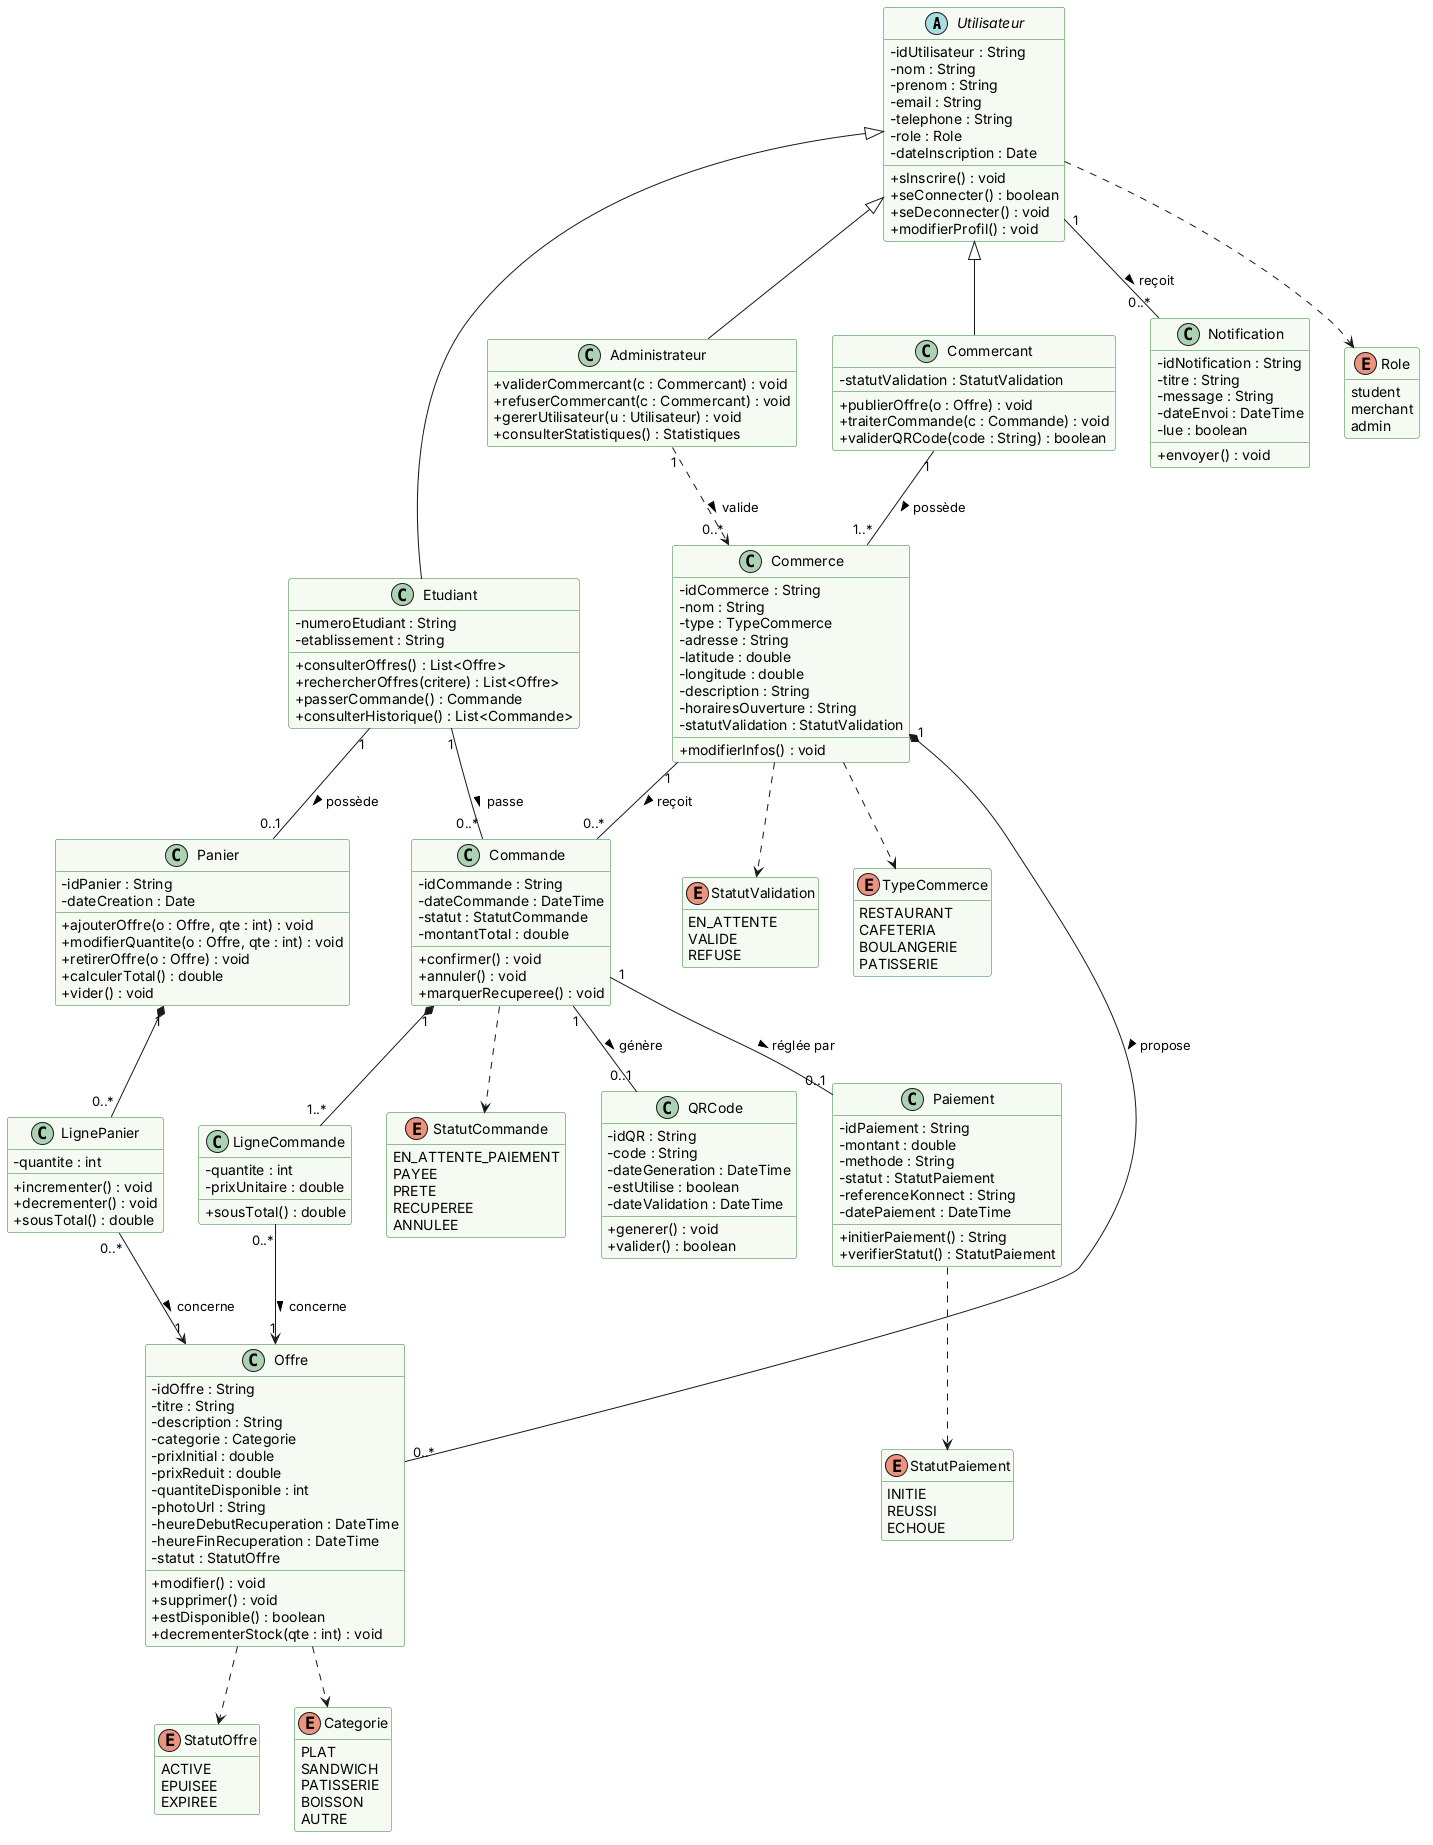 A Utilisateur
-idUtilisateur : String
-nom : String
-prenom : String
-email : String
-telephone : String
-role : Role
-dateInscription : Date
+sInscrire() : void
+seConnecter() : boolean
+seDeconnecter() : void
+modifierProfil() : void
1
reçoit
0..*
C Administrateur
+validerCommercant(c : Commercant) : void
+refuserCommercant(c : Commercant) : void
+gererUtilisateur(u : Utilisateur) : void
+consulterStatistiques() : Statistiques
C Commercant
-statutValidation : StatutValidation
+publierOffre(o : Offre) : void
+traiterCommande(c : Commande) : void
+validerQRCode(code : String) : boolean
C Notification
-idNotification : String
-titre : String
-message : String
-dateEnvoi : DateTime
-lue : boolean
+envoyer() : void
E Role
student
merchant
admin
1
valide
0..*
1
possède
1..*
C Etudiant
-numeroEtudiant : String
-etablissement : String
+consulterOffres() : List<Offre>
+rechercherOffres(critere) : List<Offre>
+passerCommande() : Commande
+consulterHistorique() : List<Commande>
C Commerce
-idCommerce : String
-nom : String
-type : TypeCommerce
-adresse : String
-latitude : double
-longitude : double
-description : String
-horairesOuverture : String
-statutValidation : StatutValidation
+modifierInfos() : void
1
possède
0..1
1
passe
0..*
1
reçoit
0..*
1
propose
0..*
C Panier
-idPanier : String
-dateCreation : Date
+ajouterOffre(o : Offre, qte : int) : void
+modifierQuantite(o : Offre, qte : int) : void
+retirerOffre(o : Offre) : void
+calculerTotal() : double
+vider() : void
C Commande
-idCommande : String
-dateCommande : DateTime
-statut : StatutCommande
-montantTotal : double
+confirmer() : void
+annuler() : void
+marquerRecuperee() : void
E StatutValidation
EN_ATTENTE
VALIDE
REFUSE
E TypeCommerce
RESTAURANT
CAFETERIA
BOULANGERIE
PATISSERIE
1
0..*
1
1..*
1
génère
0..1
1
réglée par
0..1
C LignePanier
-quantite : int
+incrementer() : void
+decrementer() : void
+sousTotal() : double
C LigneCommande
-quantite : int
-prixUnitaire : double
+sousTotal() : double
E StatutCommande
EN_ATTENTE_PAIEMENT
PAYEE
PRETE
RECUPEREE
ANNULEE
C QRCode
-idQR : String
-code : String
-dateGeneration : DateTime
-estUtilise : boolean
-dateValidation : DateTime
+generer() : void
+valider() : boolean
C Paiement
-idPaiement : String
-montant : double
-methode : String
-statut : StatutPaiement
-referenceKonnect : String
-datePaiement : DateTime
+initierPaiement() : String
+verifierStatut() : StatutPaiement
0..*
concerne
1
0..*
concerne
1
C Offre
-idOffre : String
-titre : String
-description : String
-categorie : Categorie
-prixInitial : double
-prixReduit : double
-quantiteDisponible : int
-photoUrl : String
-heureDebutRecuperation : DateTime
-heureFinRecuperation : DateTime
-statut : StatutOffre
+modifier() : void
+supprimer() : void
+estDisponible() : boolean
+decrementerStock(qte : int) : void
E StatutPaiement
INITIE
REUSSI
ECHOUE
E StatutOffre
ACTIVE
EPUISEE
EXPIREE
E Categorie
PLAT
SANDWICH
PATISSERIE
BOISSON
AUTRE